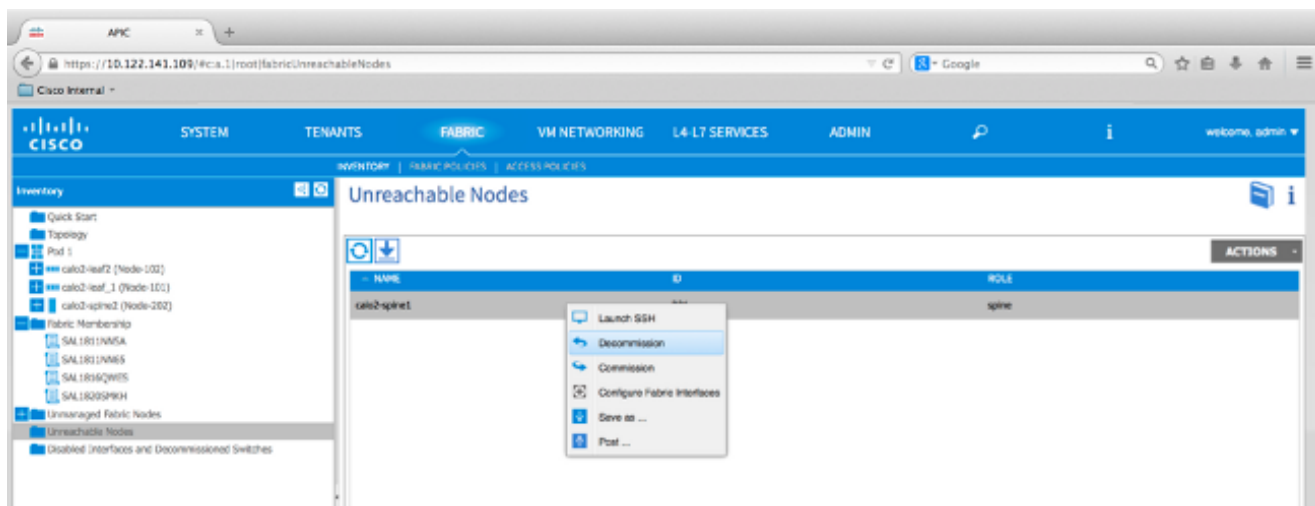 APIC
https://10.122.141.109/#c:a.1|root|fabricUnreachableNodes
Google
Cisco Internal
CISCO
SYSTEM
TENANTS
FABRIC
VM NETWORKING
L4-L7 SERVICES
ADMIN
i
welcome, admin
INVENTORY | FABRIC POLICIES | ACCESS POLICIES
Inventory
Quick Start
Topology
Pod 1
calo2-leaf2 (Node-102)
calo2-leaf_1 (Node-101)
calo2-spine2 (Node-202)
Fabric Membership
SAL1811NN5A
SAL1816QWES
SAL1820SMKH
Unmanaged Fabric Nodes
Unreachable Nodes
Disabled Interfaces and Decommissioned Switches
Unreachable Nodes
i
ACTIONS
NAME
ID
ROLE
calo2-spine1
spine
Launch SSH
Decommission
Commission
Configure Fabric Interfaces
Save as ...
Post ...